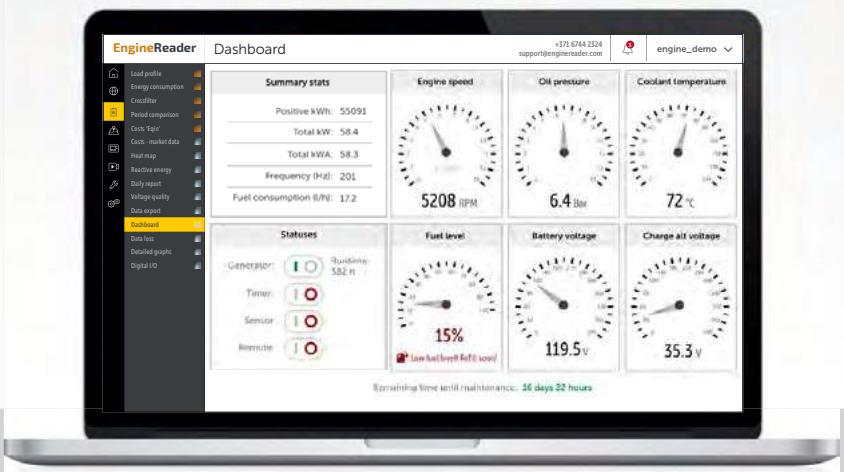 EngineReader
Dashboard
+371 6744 2324
support@enginereader.com
2
engine_demo
Load profile
Energy consumption
Crossfilter
Period comparison
Costs 'Egin'
Costs - market data
Heat map
Reactive energy
Daily report
Voltage quality
Data export
Dashboard
Data loss
Detailed graphs
Digital I/O
Summary stats
Positive kWh: 55091
Total kW: 58.4
Total kWA: 58.3
Frequency (Hz): 201
Fuel consumption (l/h): 17.2
Engine speed
5208 RPM
Oil pressure
6.4 Bar
Coolant temperature
72 °C
Statuses
Generator:
Runtime:
382 h
Timer:
Sensor
Remote
Fuel level
15%
Low fuel level! Refill soon!
Battery voltage
119.5 V
Charge alt voltage
35.3 V
Remaining time until maintenance: 16 days 22 hours